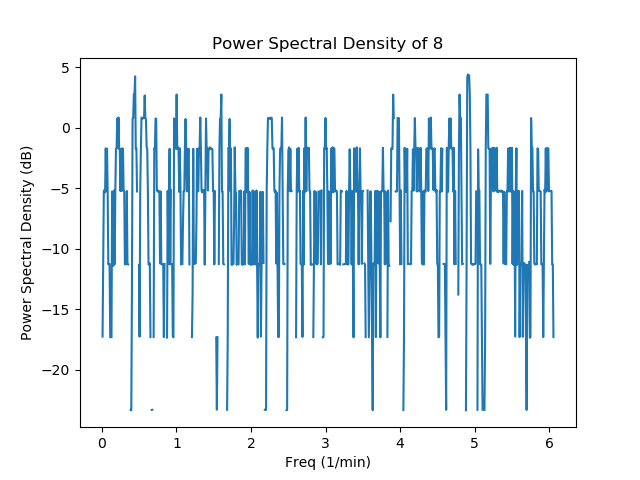 Power Spectral Density of 8
Power Spectral Density (dB)
5
0
−5
−10
−15
−20
0 1 2 3 4 5 6
Freq (1/min)